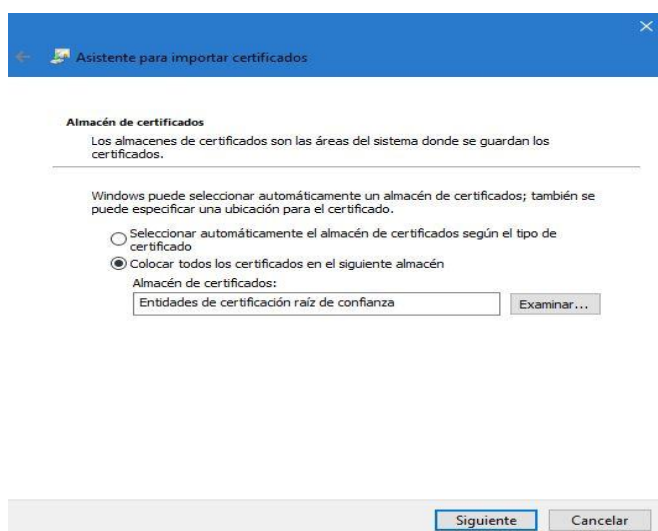 Asistente para importar certificados
Almacén de certificados
Los almacenes de certificados son las áreas del sistema donde se guardan los
certificados.
Windows puede seleccionar automáticamente un almacén de certificados; también se
puede especificar una ubicación para el certificado.
Seleccionar automáticamente el almacén de certificados según el tipo de
certificado
Colocar todos los certificados en el siguiente almacén
Almacén de certificados:
Entidades de certificación raíz de confianza
Examinar...
Siguiente
Cancelar